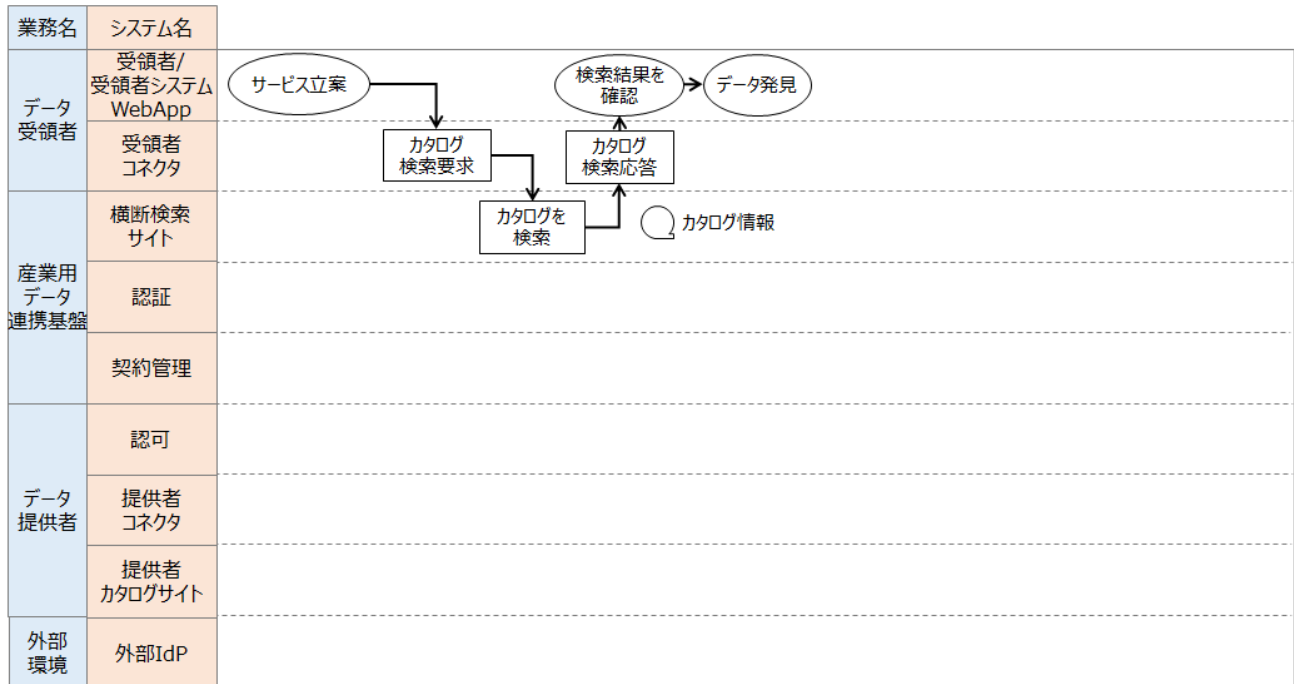 業務名
システム名
データ
受領者
受領者/
受領者システム
WebApp
サービス立案
検索結果を
確認
データ発見
受領者
コネクタ
カタログ
検索要求
カタログ
検索応答
産業用
データ
連携基盤
横断検索
サイト
カタログを
検索
カタログ情報
認証
契約管理
データ
提供者
認可
提供者
コネクタ
提供者
カタログサイト
外部
環境
外部IdP